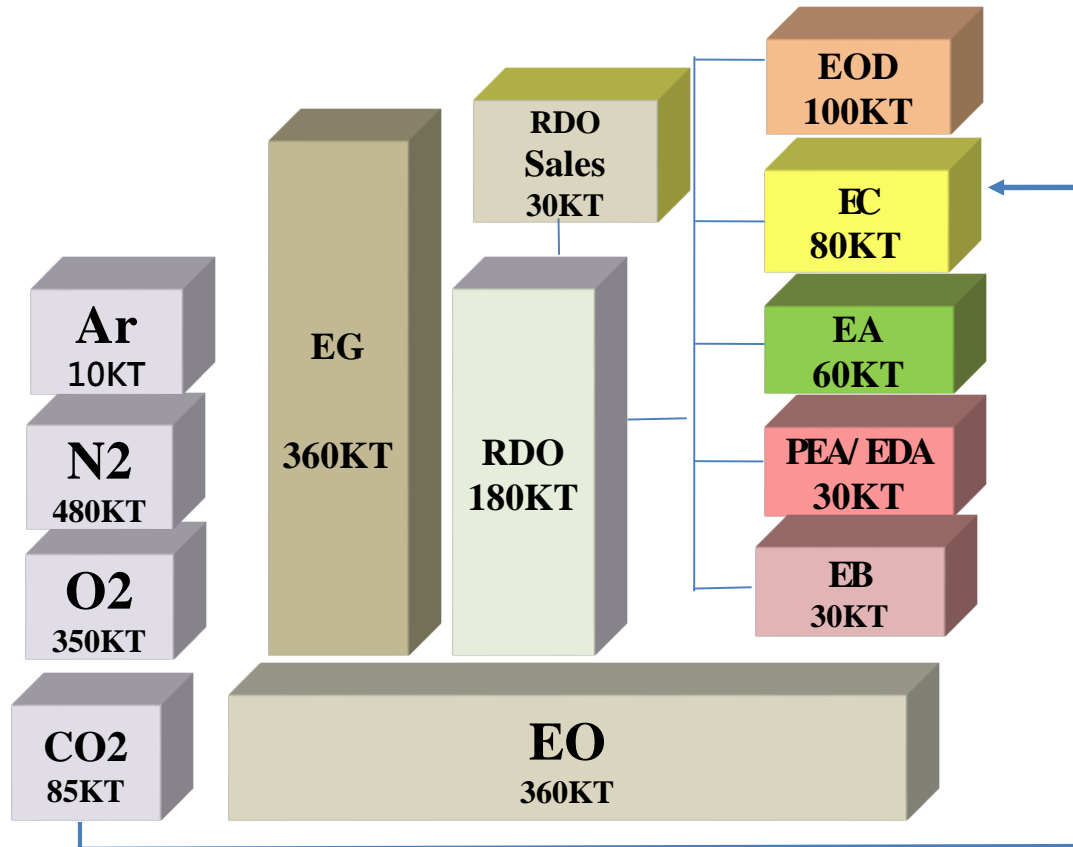 Ar
10KT
N2
480KT
O2
350KT
CO2
85KT
EG
360KT
RDO
Sales
30KT
RDO
180KT
EO
360KT
EOD
100KT
EC
80KT
EA
60KT
PEA/ EDA
30KT
EB
30KT